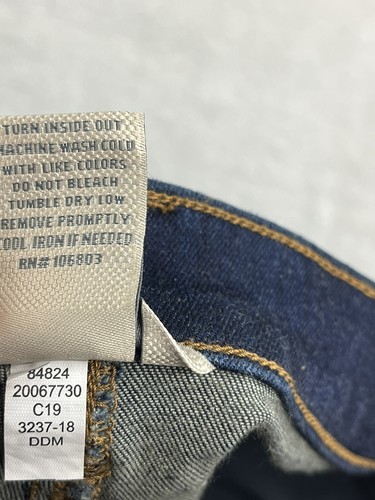 TURN INSIDE OUT
MACHINE WASH COLD
WITH LIKE COLORS
DO NOT BLEACH
TUMBLE DRY LOW
REMOVE PROMPTLY
COOL IRON IF NEEDED
RN# 106803
84824
20067730
C19
3237-18
DDM